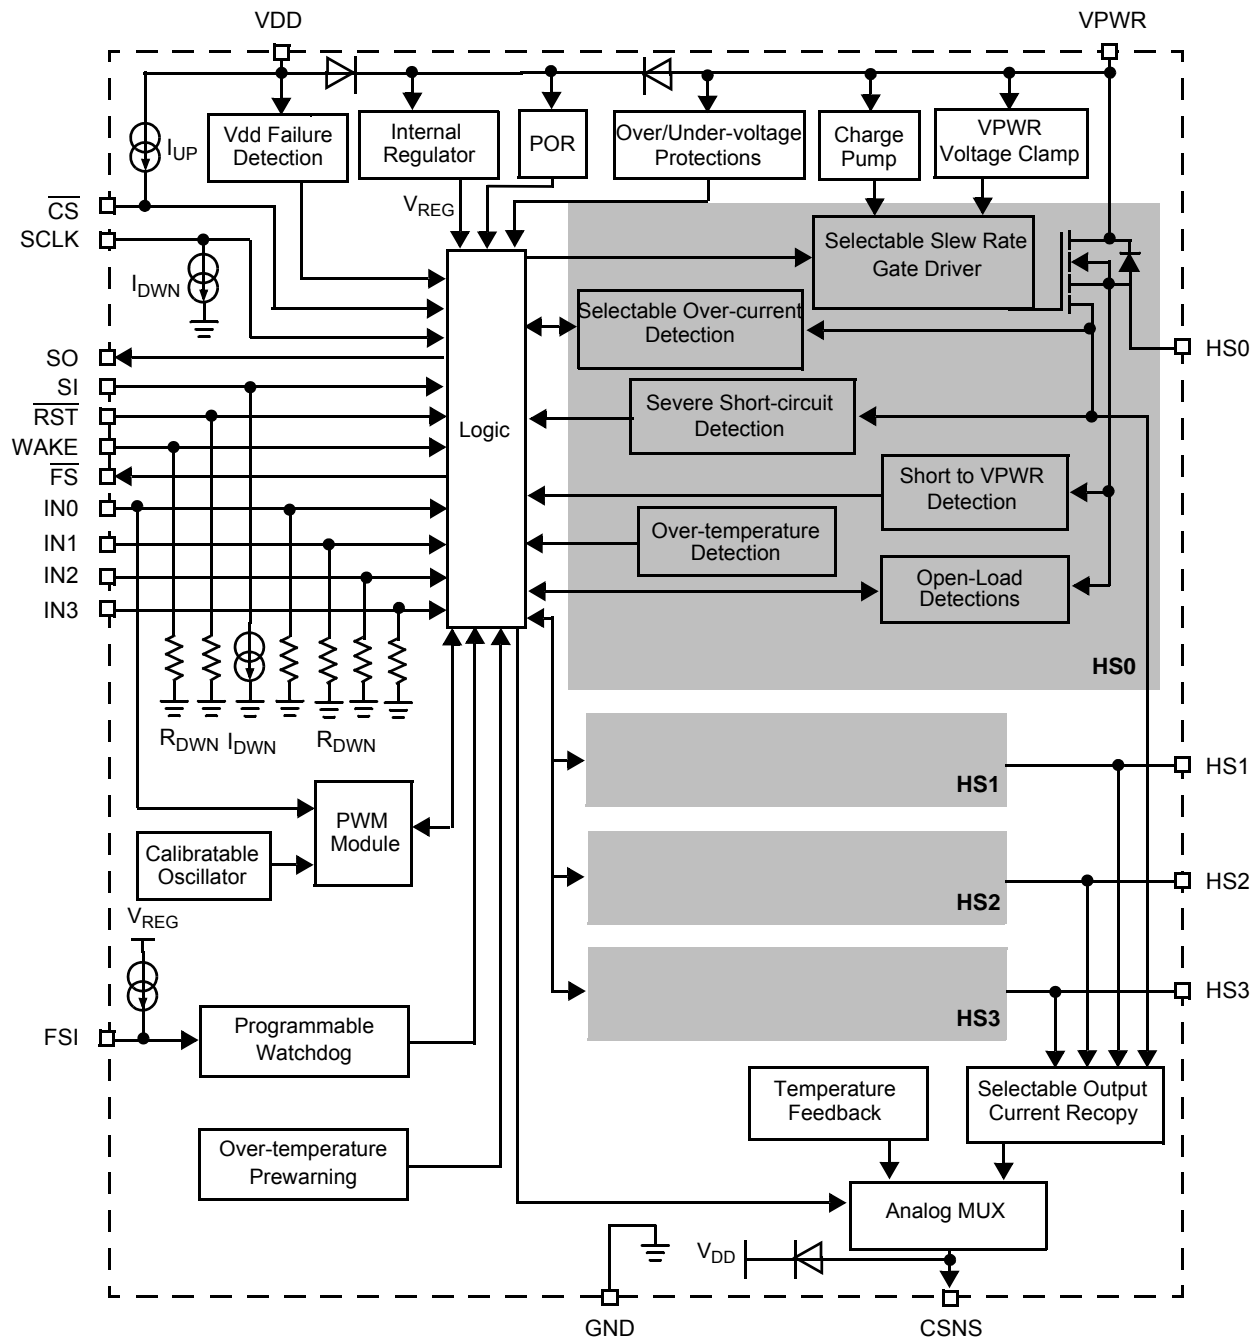 VDD
VPWR
Vdd Failure
Detection
Internal
Regulator
POR
Over/Under-voltage
Protections
Charge
Pump
VPWR
Voltage Clamp
IUP
VREG
CS
SCLK
IDWN
SO
SI
RST
WAKE
FS
IN0
IN1
IN2
IN3
Logic
Selectable Slew Rate
Gate Driver
Selectable Over-current
Detection
Severe Short-circuit
Detection
Short to VPWR
Detection
Over-temperature
Detection
Open-Load
Detections
HS0
HS0
RDWN
IDWN
RDWN
HS1
HS1
HS2
HS2
HS3
HS3
PWM
Module
Calibratable
Oscillator
VREG
FSI
Programmable
Watchdog
Over-temperature
Prewarning
Temperature
Feedback
Selectable Output
Current Recopy
Analog MUX
VDD
GND
CSNS